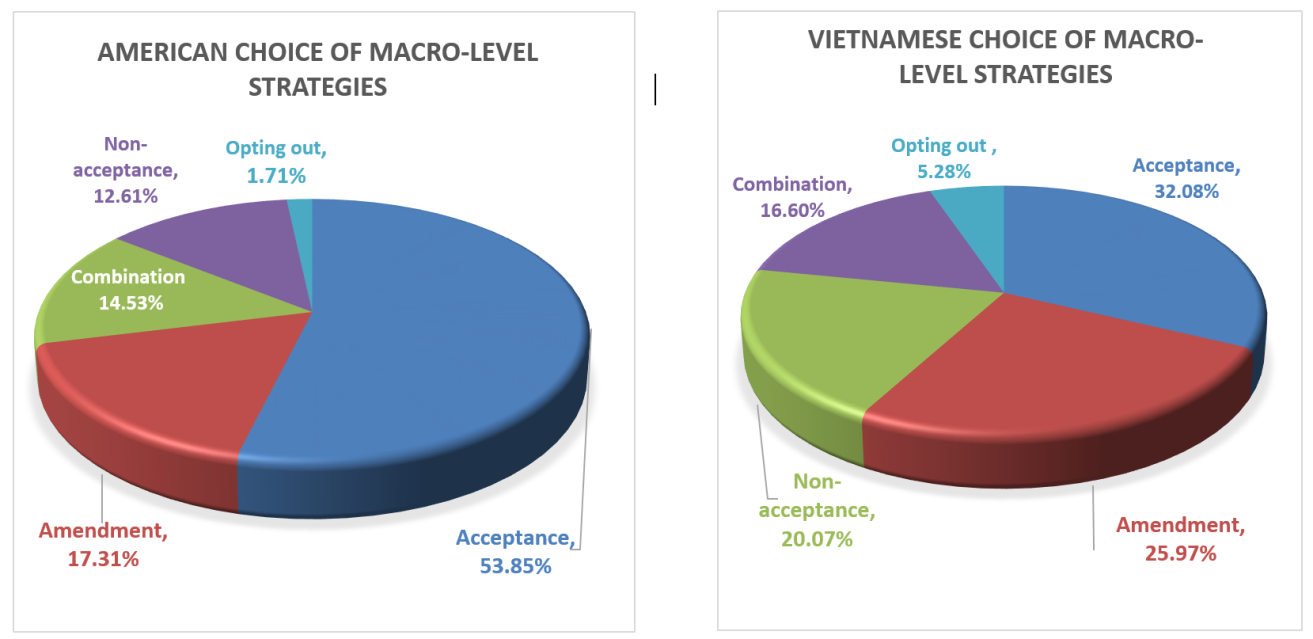 AMERICAN CHOICE OF MACRO-LEVEL
STRATEGIES
Non-
acceptance,
12.61%
Opting out,
1.71%
Combination
14.53%
Amendment,
17.31%
Acceptance,
53.85%
VIETNAMESE CHOICE OF MACRO-
LEVEL STRATEGIES
Opting out ,
5.28%
Acceptance,
32.08%
Combination,
16.60%
Non-
acceptance,
20.07%
Amendment,
25.97%